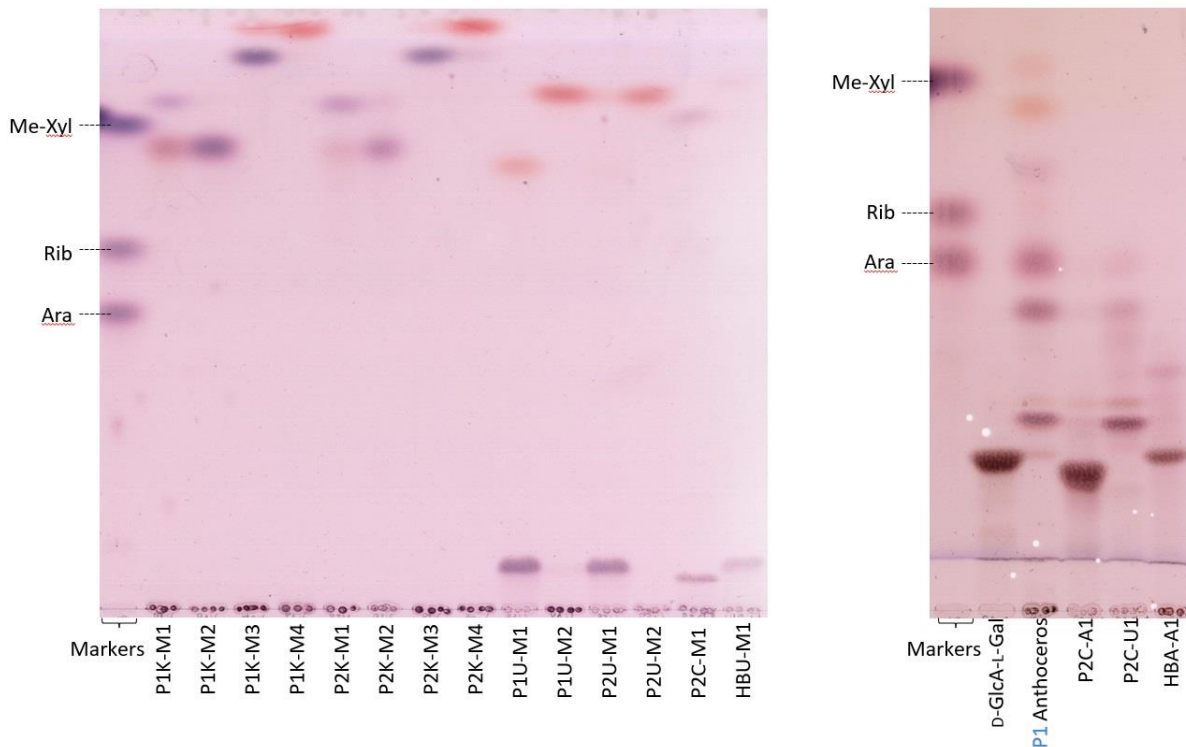 Me-Xyl
Rib
Ara
Markers
P1K-M1
P1K-M2
P1K-M3
P1K-M4
P2K-M1
P2K-M2
P2K-M3
P2K-M4
P1U-M1
P1U-M2
P2U-M1
P2U-M2
P2C-M1
HBU-M1
Me-Xyl
Rib
Ara
Markers
D-GlcA-L-Gal
P1 Anthoceros
P2C-A1
P2C-U1
HBA-A1